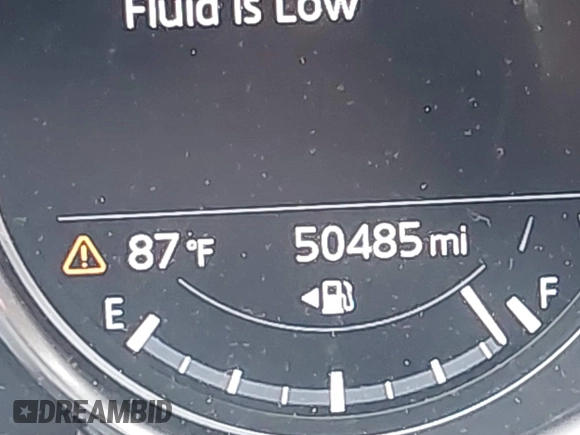 Fluid is Low
87°F 50485 mi
E F
DREAMBID